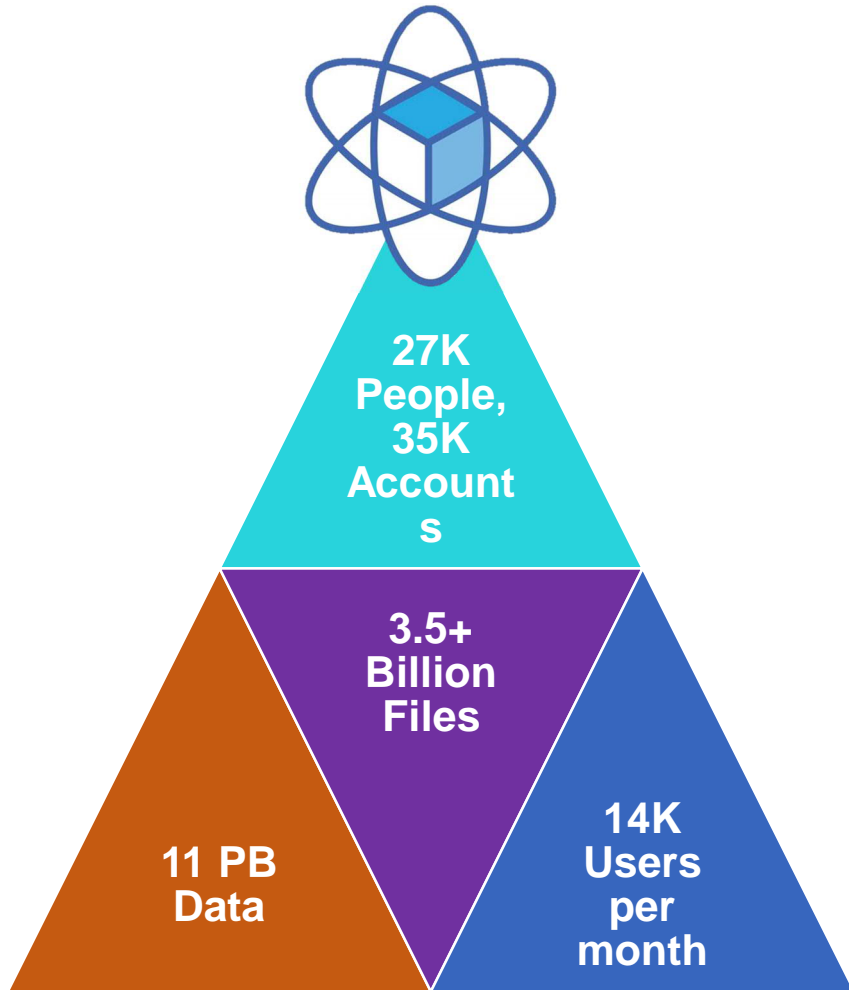 27K
People,
35K
Account
s
3.5+
Billion
Files
11 PB
Data
14K
Users
per
month